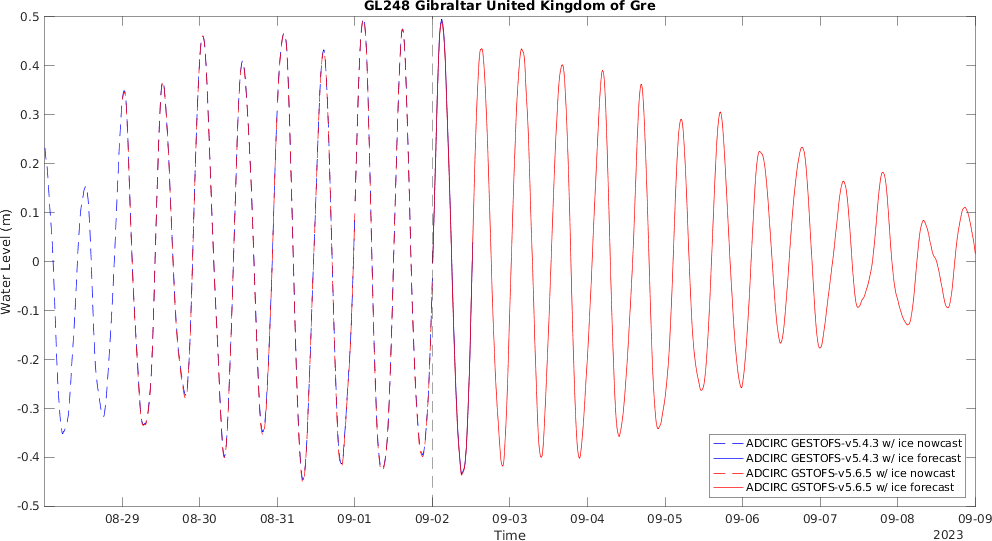 GL248 Gibraltar United Kingdom of Gre
0.5
0.4
0.3
0.2
0.1
0
-0.1
-0.2
-0.3
-0.4
-0.5
Water Level (m)
ADCIRC GESTOFS-v5.4.3 w/ ice nowcast
ADCIRC GESTOFS-v5.4.3 w/ ice forecast
ADCIRC GSTOFS-v5.6.5 w/ ice nowcast
ADCIRC GSTOFS-v5.6.5 w/ ice forecast
08-29 08-30 08-31 09-01 09-02 09-03 09-04 09-05 09-06 09-07 09-08 09-09
Time
2023